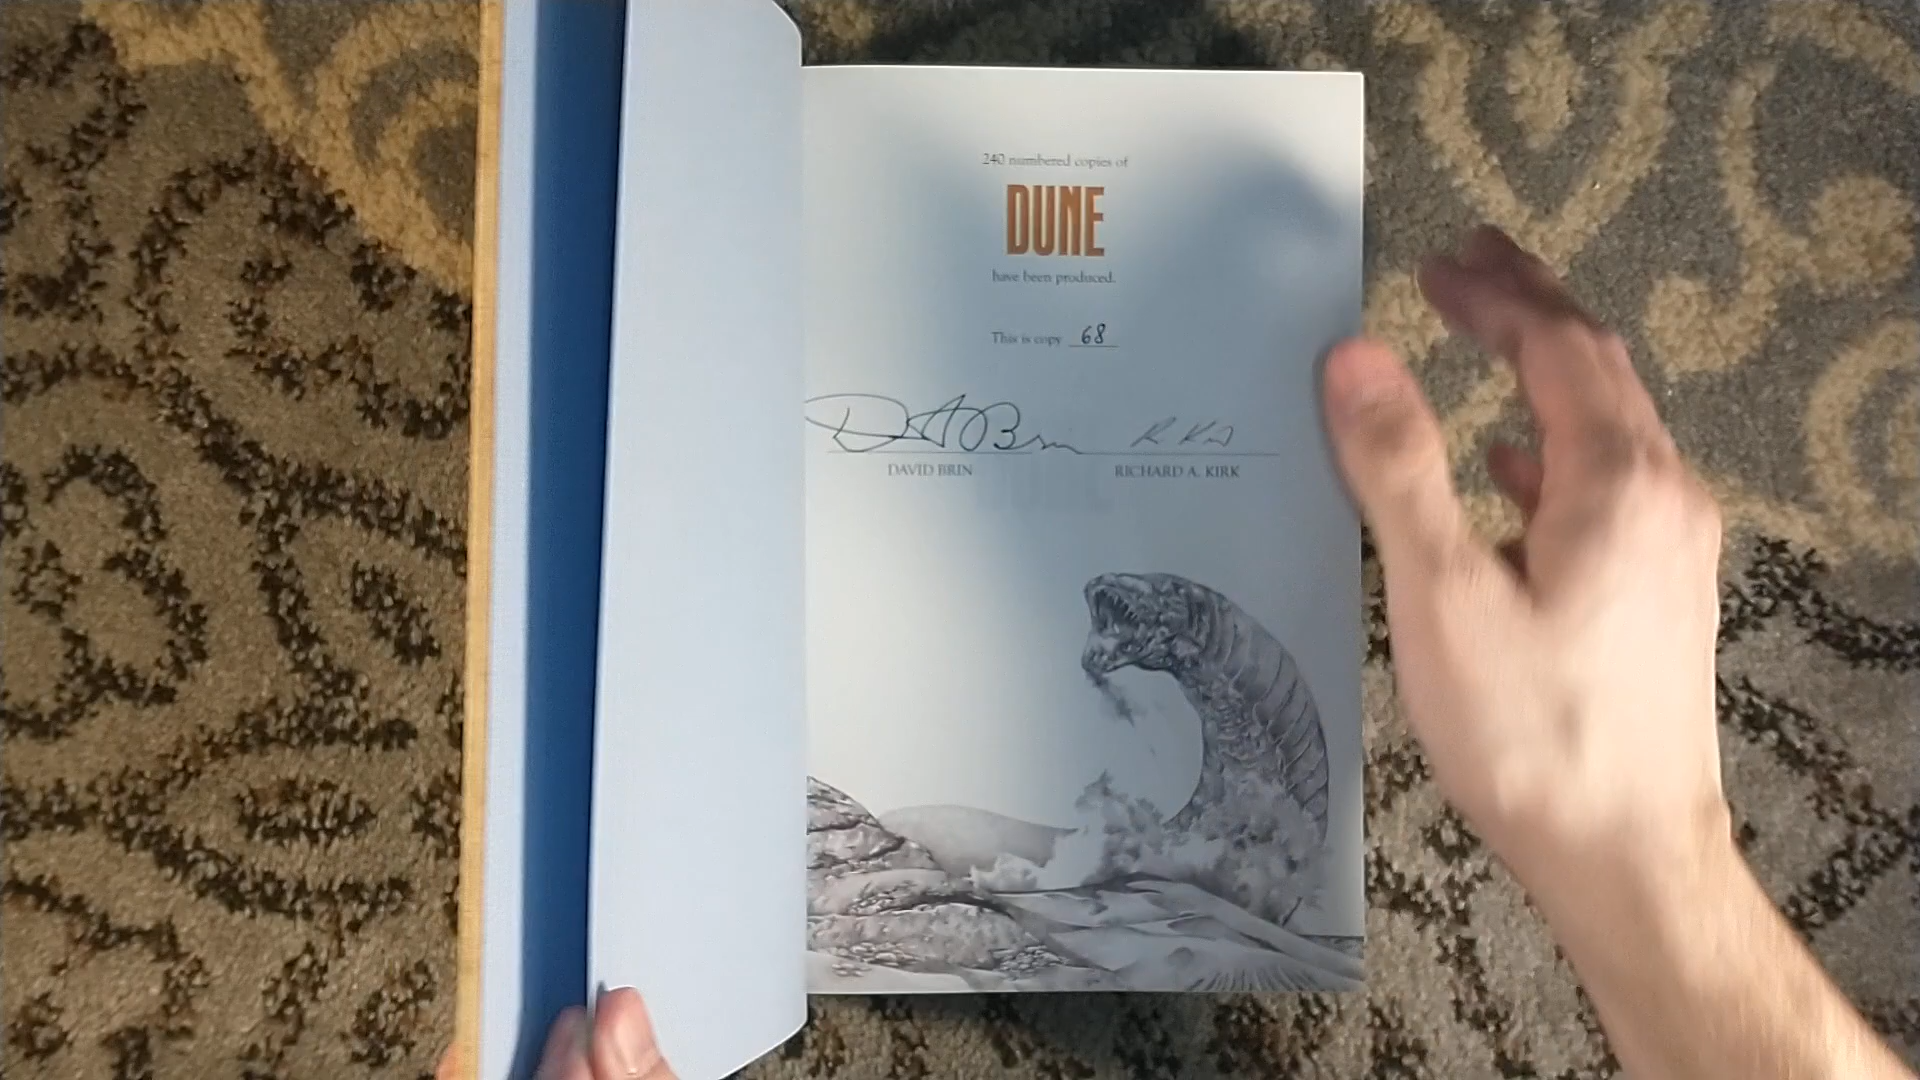 240 numbered copies of
DUNE
have been produced.
This is copy 68
DAVID BRIN
RICHARD A. KIRK